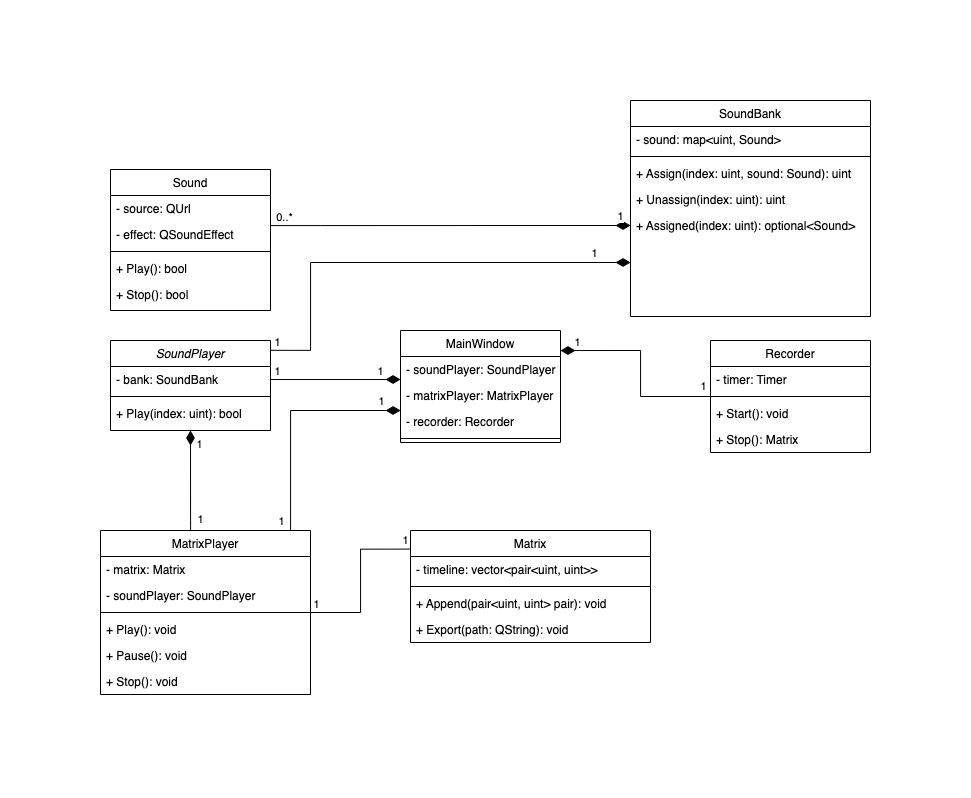 SoundBank
- sound: map<uint, Sound>
+ Assign(index: uint, sound: Sound): uint
+ Unassign(index: uint): uint
+ Assigned(index: uint): optional<Sound>
Sound
- source: QUrl
- effect: QSoundEffect
+ Play(): bool
+ Stop(): bool
0..*
1
1
1
SoundPlayer
- bank: SoundBank
+ Play(index: uint): bool
1
1
1
1
MainWindow
- soundPlayer: SoundPlayer
- matrixPlayer: MatrixPlayer
- recorder: Recorder
1
1
Recorder
- timer: Timer
+ Start(): void
+ Stop(): Matrix
1
1
MatrixPlayer
- matrix: Matrix
- soundPlayer: SoundPlayer
+ Play(): void
+ Pause(): void
+ Stop(): void
1
1
Matrix
- timeline: vector<pair<uint, uint>>
+ Append(pair<uint, uint> pair): void
+ Export(path: QString): void